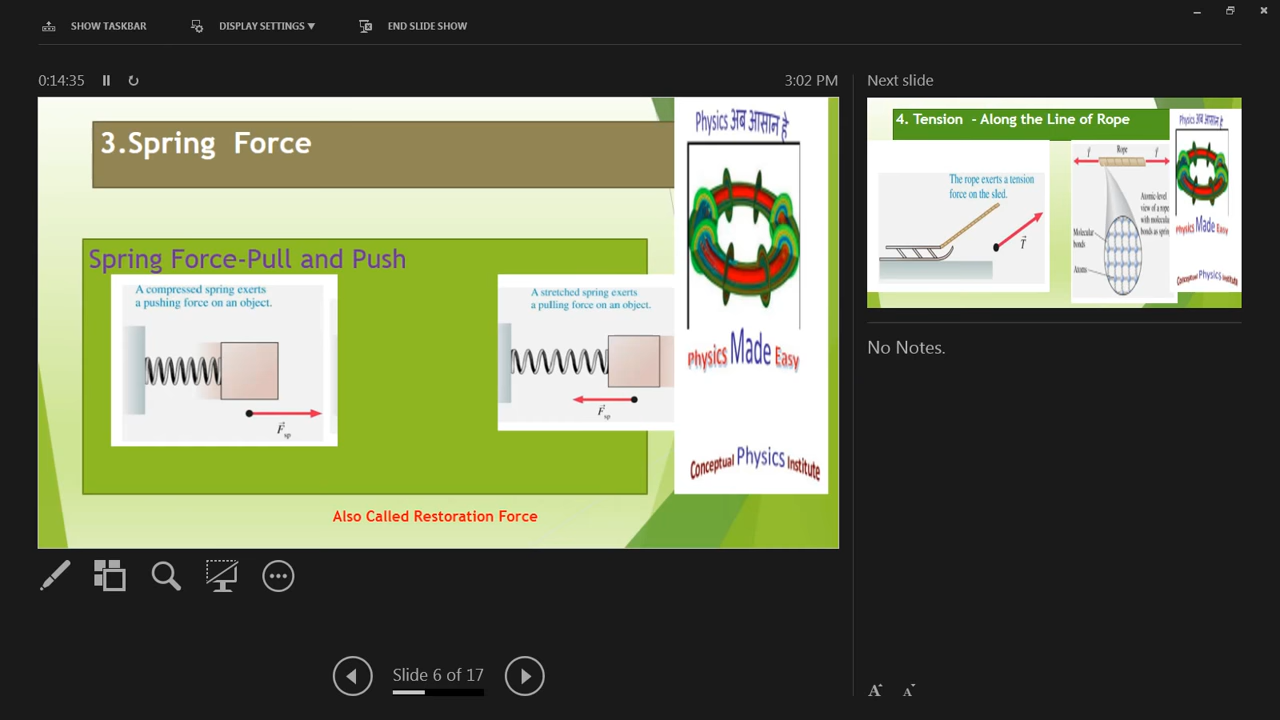 SHOW TASKBAR
DISPLAY SETTINGS ▼
END SLIDE SHOW
0:14:35
3:02 PM
3.Spring Force
Spring Force-Pull and Push
A compressed spring exerts
a pushing force on an object.
F sp
A stretched spring exerts
a pulling force on an object.
F sp
Also Called Restoration Force
Physics अब आसान हे
Physics Made Easy
Conceptual Physics Institute
Slide 6 of 17
Next slide
4. Tension - Along the Line of Rope
The rope exerts a tension
force on the sled.
T
Rope
T
T
Atomic-level
view of a rope
with molecula
bonds as sprin
Molecular
bonds
Atoms
Physics अब आसान हे
Physics Made Easy
Conceptual Physics Institute
No Notes.
A
A